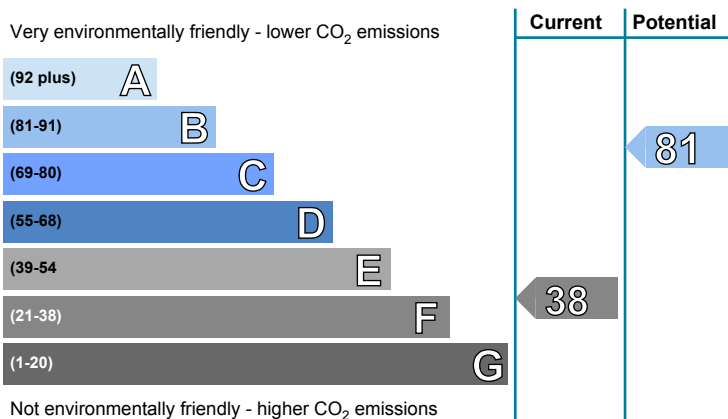 Current Potential
Very environmentally friendly - lower CO2 emissions
(92 plus) A
(81-91) B
81
(69-80) C
(55-68) D
(39-54 E
38
(21-38) F
(1-20) G
Not environmentally friendly - higher CO2 emissions